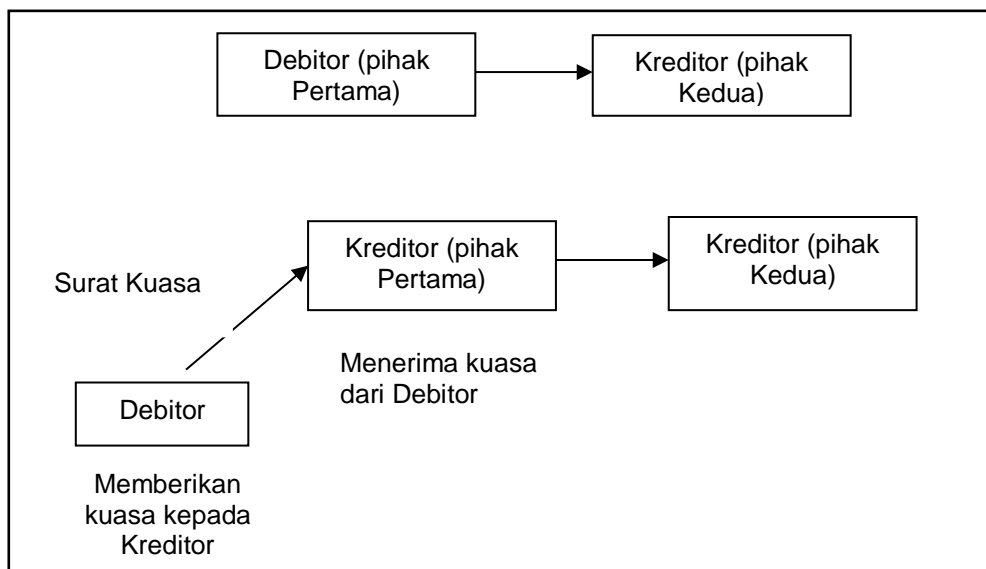 Debitor (pihak
Pertama)
Kreditor (pihak
Kedua)
Surat Kuasa
Kreditor (pihak
Pertama)
Kreditor (pihak
Kedua)
Menerima kuasa
dari Debitor
Debitor
Memberikan
kuasa kepada
Kreditor